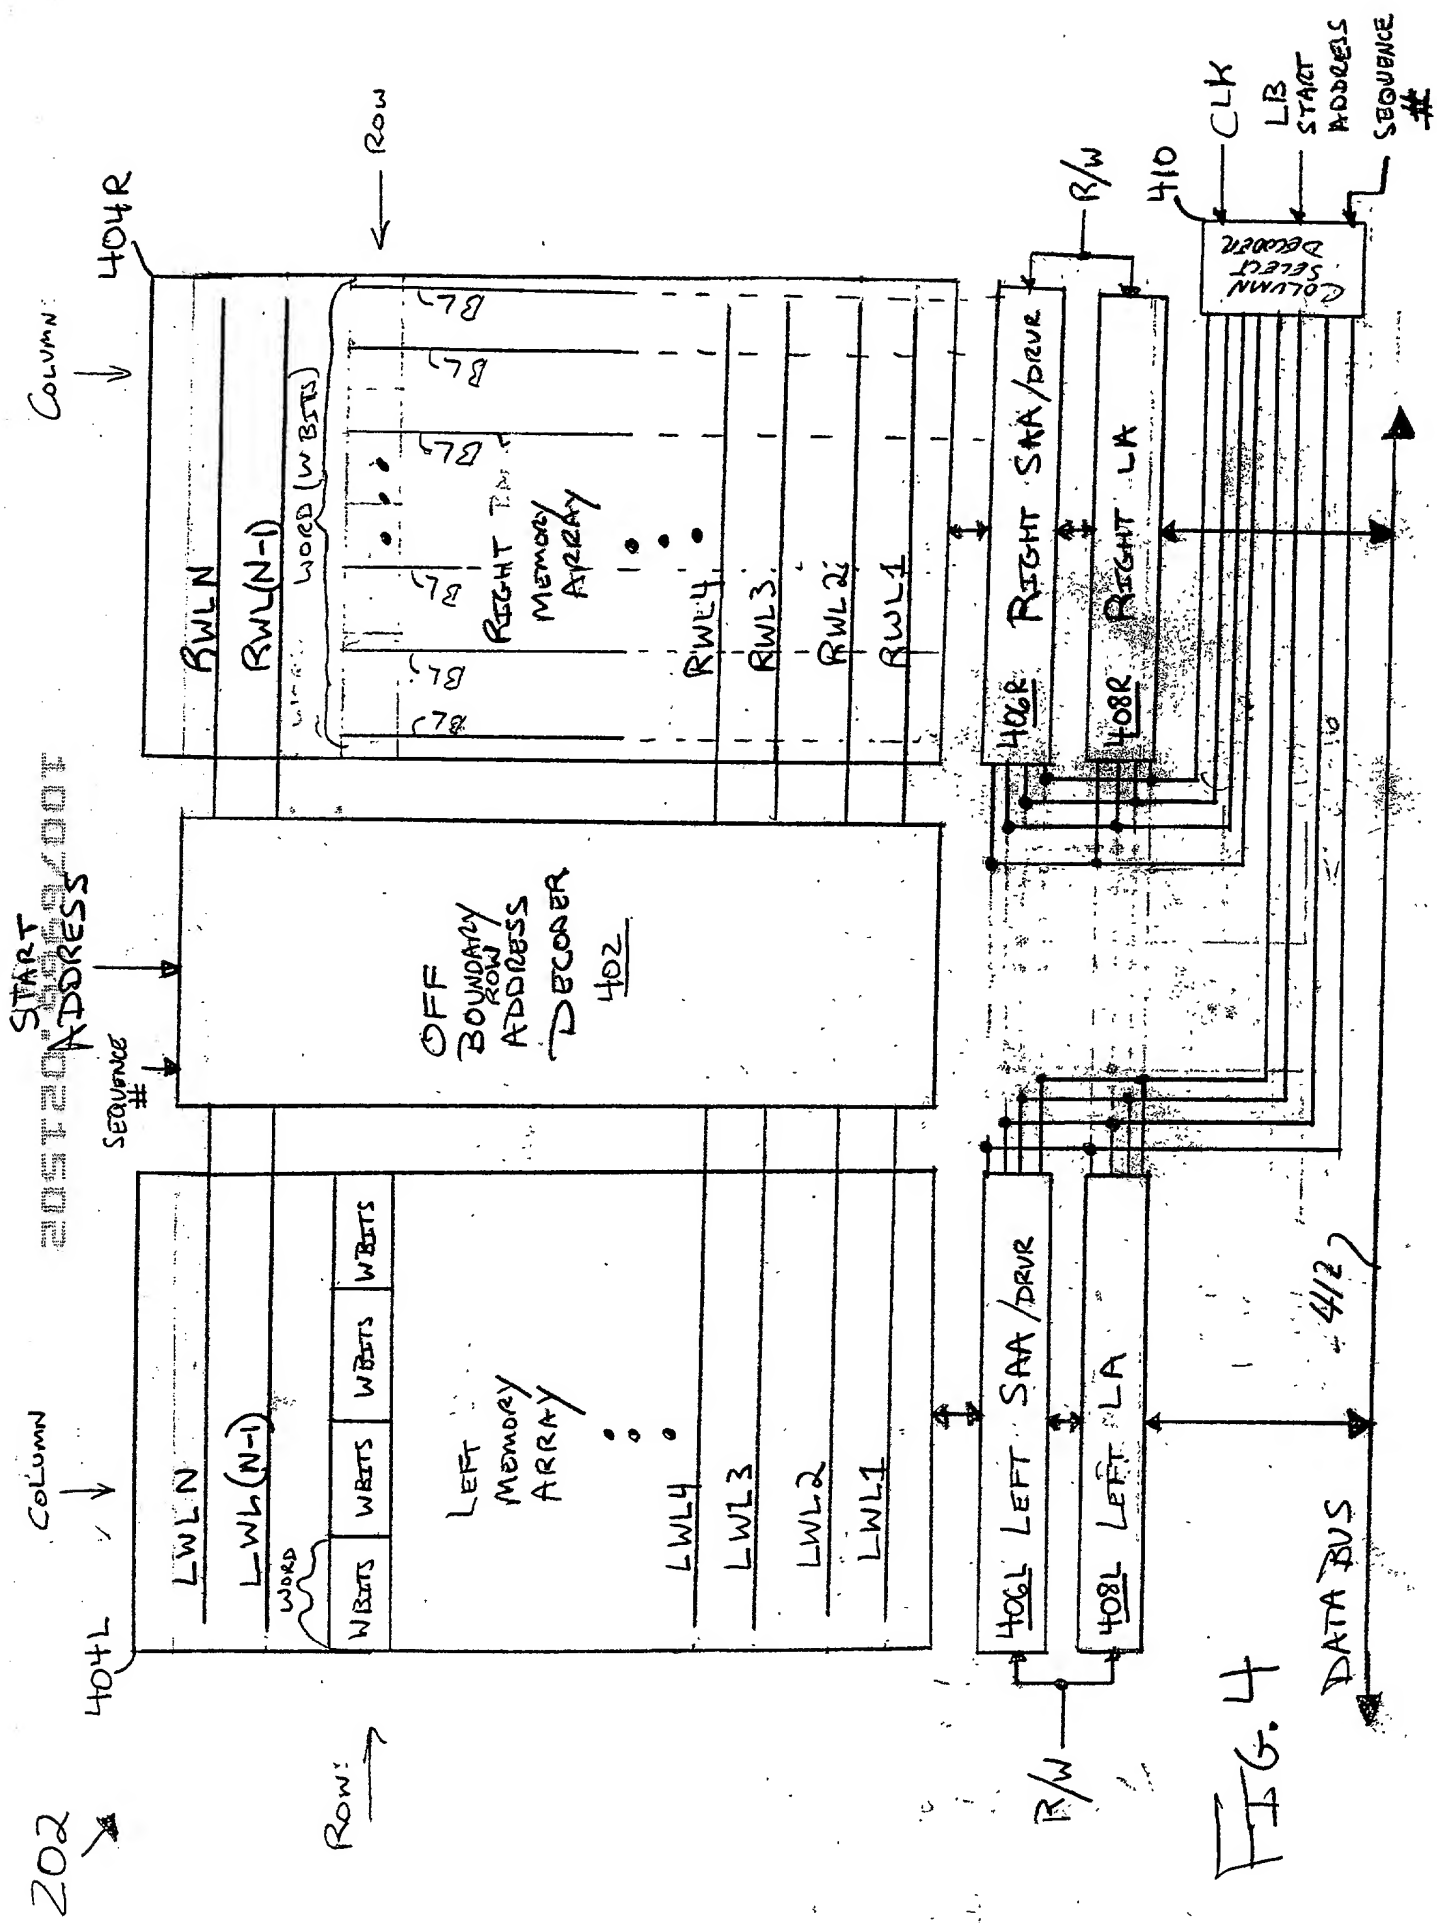 202
404L
COLUMN
SEQUENCE
#
START
ADDRESS
COLUMN:
404R
ROW:
ROW
LWLN
LWL(N-1)
WORD
WBITS
WBITS
WBITS
WBITS
LEFT
MEMORY
ARRAY
LWL4
LWL3
LWL2
LWL1
OFF
BOUNDARY
ROW
ADDRESS
DECODER
402
RWLN
RWL(N-1)
WORD (W BITS)
BL
BL
BL
BL
BL
BL
RIGHT
MEMORY
ARRAY
RWL4
RWL3
RWL2
RWL1
R/W
406L LEFT SAA/DRVR
408L LEFT LA
406R RIGHT SAA/DRVR
408R RIGHT LA
R/W
410
COLUMN
SELECT
DECODER
CLK
LB
START
ADDRESS
SEQUENCE
#
DATA BUS
412
FIG. 4